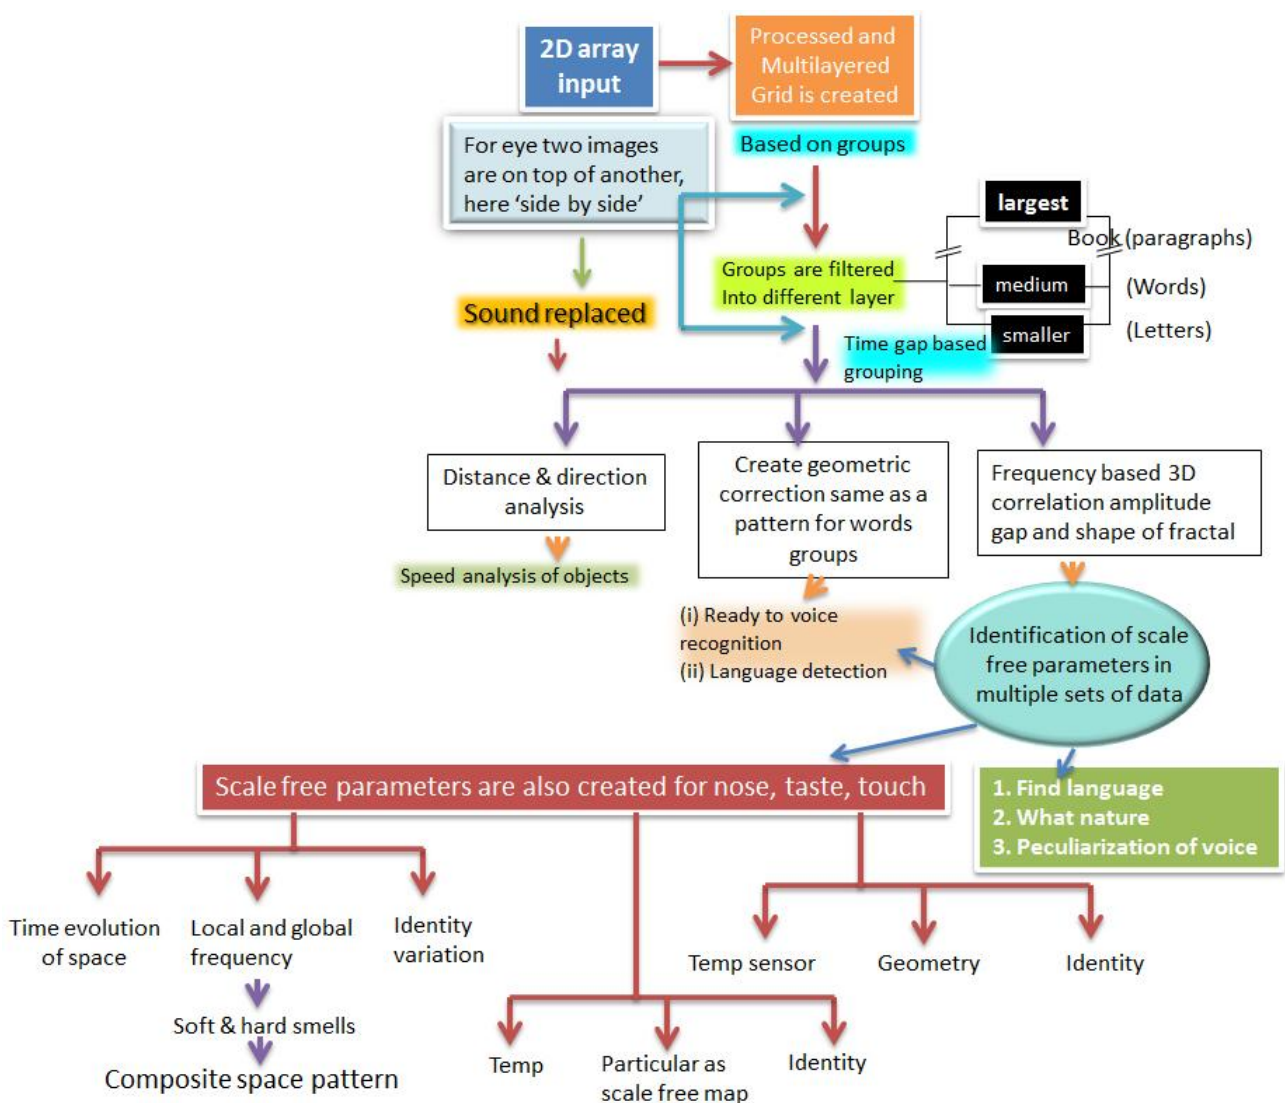 2D array
input
Processed and
Multilayered
Grid is created
For eye two images
are on top of another,
here ‘side by side’
Based on groups
largest
Book (paragraphs)
Groups are filtered
Into different layer
medium
(Words)
Sound replaced
smaller
(Letters)
Time gap based
grouping
Distance & direction
analysis
Create geometric
correction same as a
pattern for words
groups
Frequency based 3D
correlation amplitude
gap and shape of fractal
Speed analysis of objects
(i) Ready to voice
recognition
(ii) Language detection
Identification of scale
free parameters in
multiple sets of data
Scale free parameters are also created for nose, taste, touch
1. Find language
2. What nature
3. Peculiarization of voice
Time evolution
of space
Local and global
frequency
Identity
variation
Temp sensor
Geometry
Identity
Soft & hard smells
Composite space pattern
Temp
Particular as
scale free map
Identity